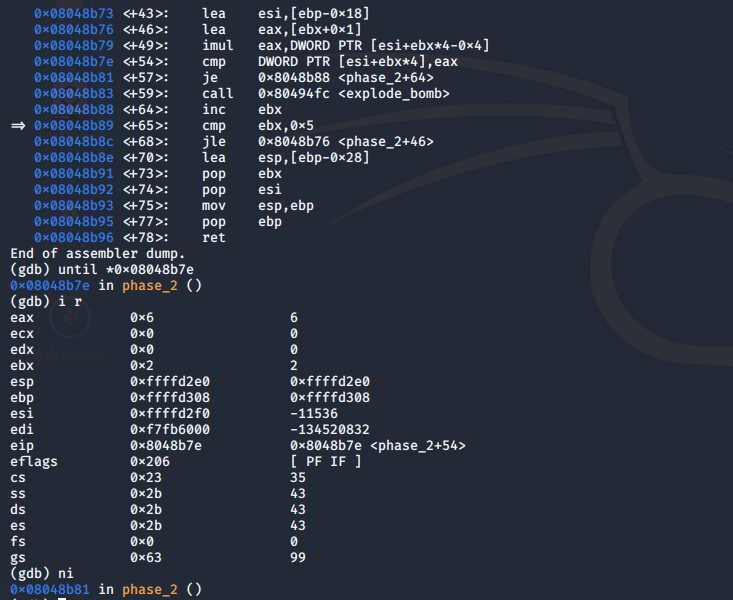 0x08048b73 <+43>: lea esi,[ebp-0x18]
0x08048b76 <+46>: lea eax,[ebx+0x1]
0x08048b79 <+49>: imul eax,DWORD PTR [esi+ebx*4-0x4]
0x08048b7e <+54>: cmp DWORD PTR [esi+ebx*4],eax
0x08048b81 <+57>: je 0x8048b88 <phase_2+64>
0x08048b83 <+59>: call 0x80494fc <explode_bomb>
0x08048b88 <+64>: inc ebx
=> 0x08048b89 <+65>: cmp ebx,0x5
0x08048b8c <+68>: jle 0x8048b76 <phase_2+46>
0x08048b8e <+70>: lea esp,[ebp-0x28]
0x08048b91 <+73>: pop ebx
0x08048b92 <+74>: pop esi
0x08048b93 <+75>: mov esp,ebp
0x08048b95 <+77>: pop ebp
0x08048b96 <+78>: ret
End of assembler dump.
(gdb) until *0x08048b7e
0x08048b7e in phase_2 ()
(gdb) i r
eax 0x6 6
ecx 0x0 0
edx 0x0 0
ebx 0x2 2
esp 0xffffd2e0 0xffffd2e0
ebp 0xffffd308 0xffffd308
esi 0xffffd2f0 -11536
edi 0xf7fb6000 -134520832
eip 0x8048b7e 0x8048b7e <phase_2+54>
eflags 0x206 [ PF IF ]
cs 0x23 35
ss 0x2b 43
ds 0x2b 43
es 0x2b 43
fs 0x0 0
gs 0x63 99
(gdb) ni
0x08048b81 in phase_2 ()